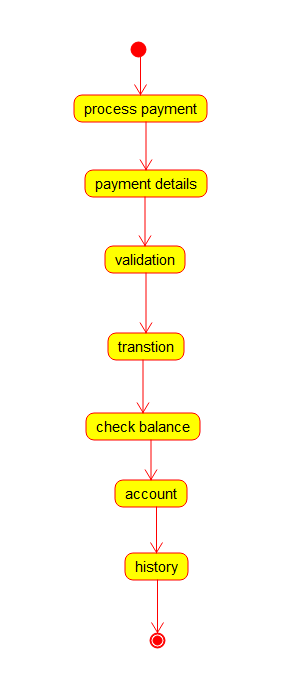 process payment
payment details
validation
transtion
check balance
account
history